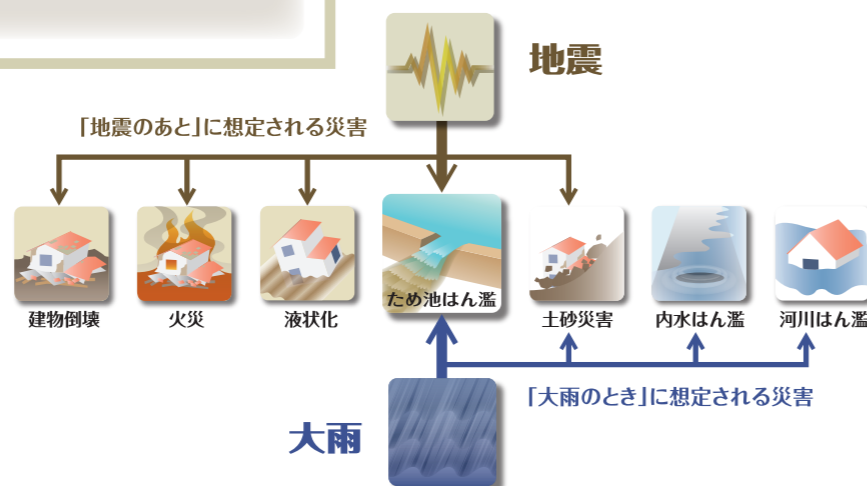 地震
「地震のあと」に想定される災害
建物倒壊
火災
液状化
ため池はん濫
土砂災害
内水はん濫
河川はん濫
「大雨のとき」に想定される災害
大雨